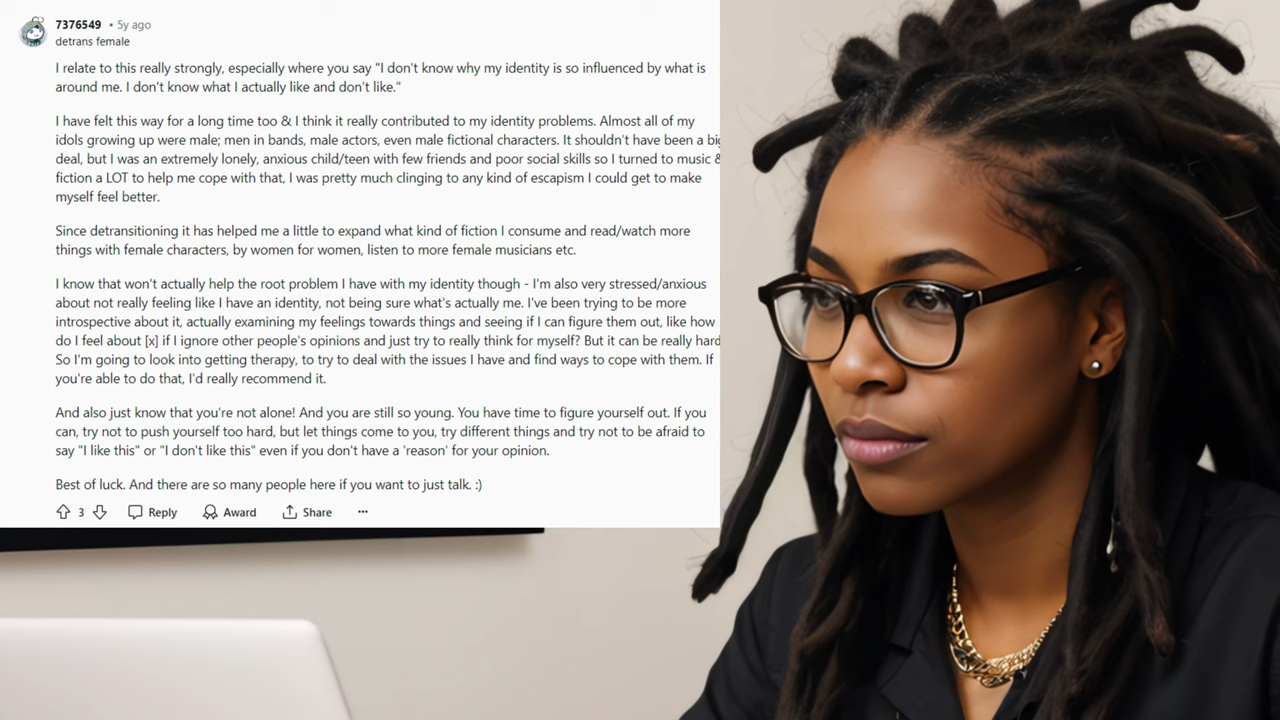 7376549 • 5y ago
detrans female
I relate to this really strongly, especially where you say "I don't know why my identity is so influenced by what is
around me. I don't know what I actually like and don't like."
I have felt this way for a long time too & I think it really contributed to my identity problems. Almost all of my
idols growing up were male; men in bands, male actors, even male fictional characters. It shouldn't have been a big
deal, but I was an extremely lonely, anxious child/teen with few friends and poor social skills so I turned to music &
fiction a LOT to help me cope with that, I was pretty much clinging to any kind of escapism I could get to make
myself feel better.
Since detransitioning it has helped me a little to expand what kind of fiction I consume and read/watch more
things with female characters, by women for women, listen to more female musicians etc.
I know that won't actually help the root problem I have with my identity though - I'm also very stressed/anxious
about not really feeling like I have an identity, not being sure what's actually me. I've been trying to be more
introspective about it, actually examining my feelings towards things and seeing if I can figure them out, like how
do I feel about [x] if I ignore other people's opinions and just try to really think for myself? But it can be really hard
So I'm going to look into getting therapy, to try to deal with the issues I have and find ways to cope with them. If
you're able to do that, I'd really recommend it.
And also just know that you're not alone! And you are still so young. You have time to figure yourself out. If you
can, try not to push yourself too hard, but let things come to you, try different things and try not to be afraid to
say "I like this" or "I don't like this" even if you don't have a 'reason' for your opinion.
Best of luck. And there are so many people here if you want to just talk. :)
3 Reply Award Share ...